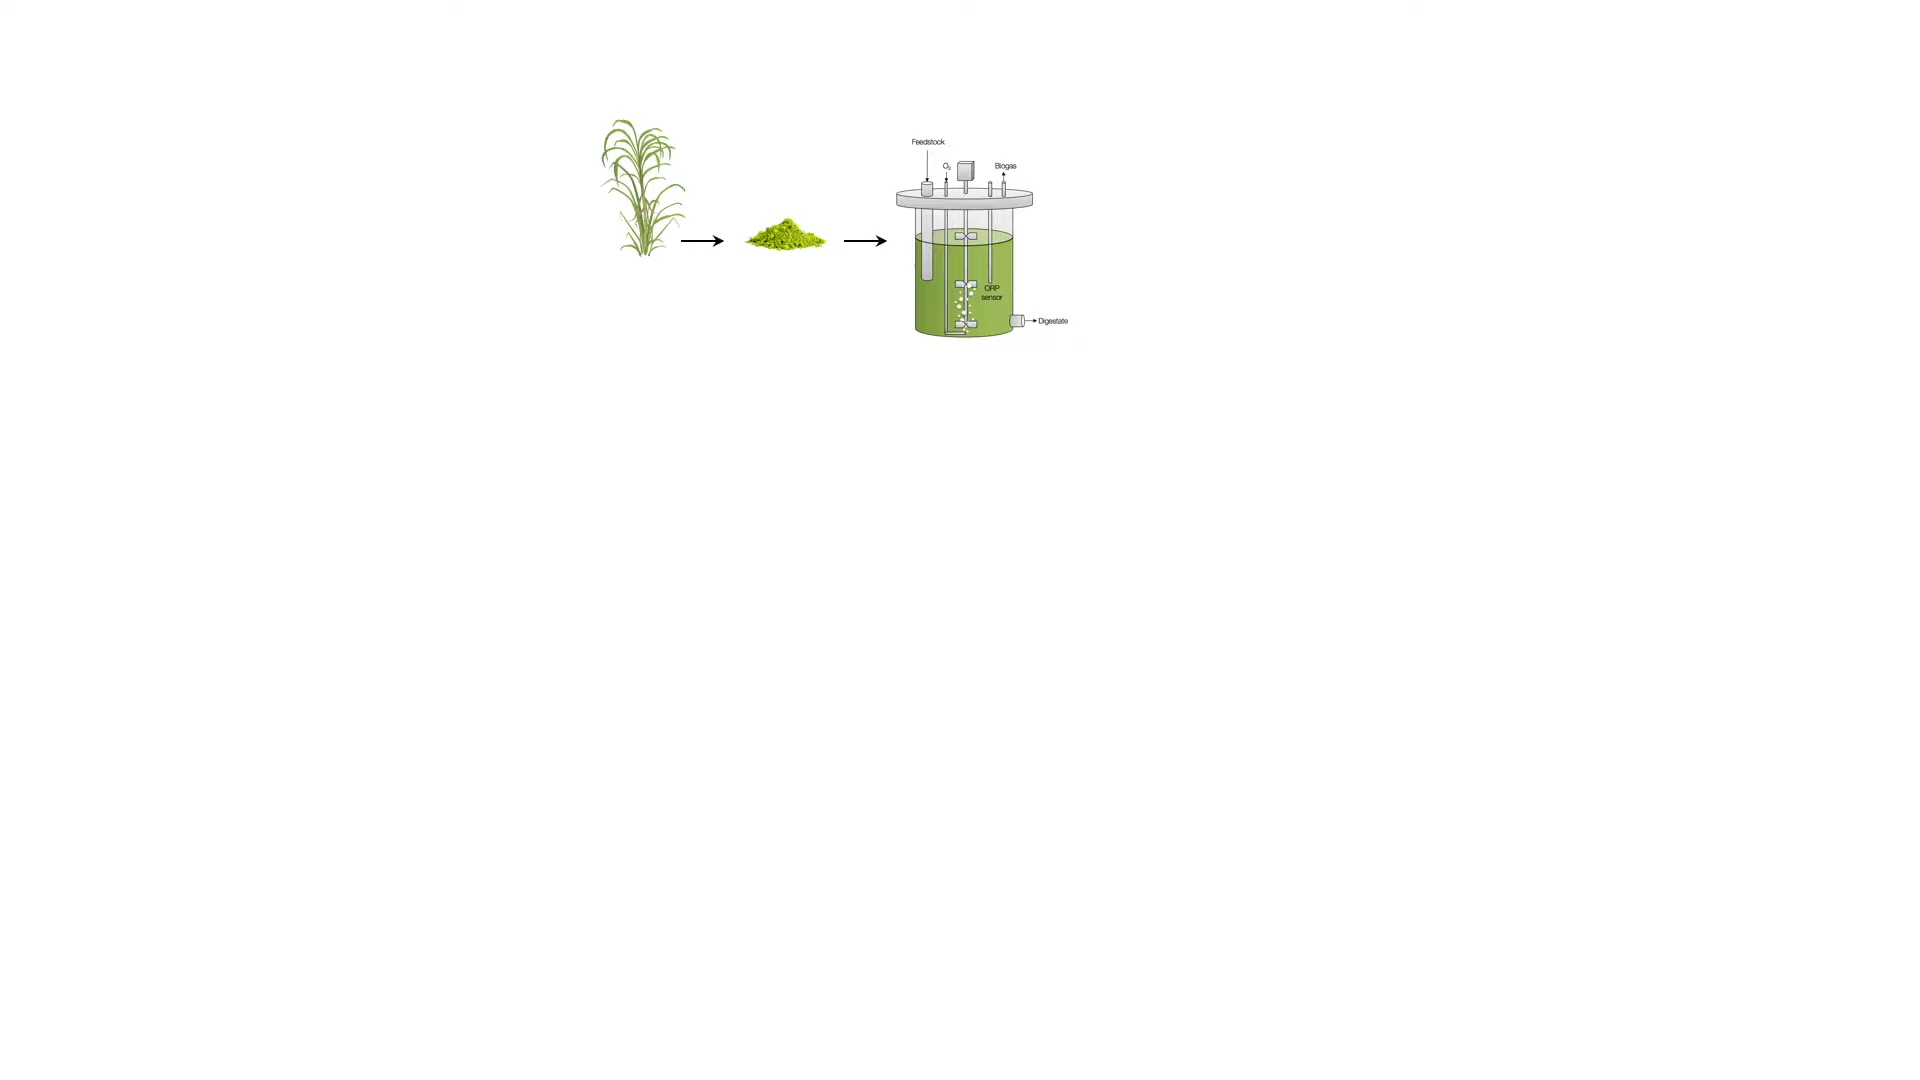 Feedstock
O₂
Biogas
ORP
sensor
Digestate